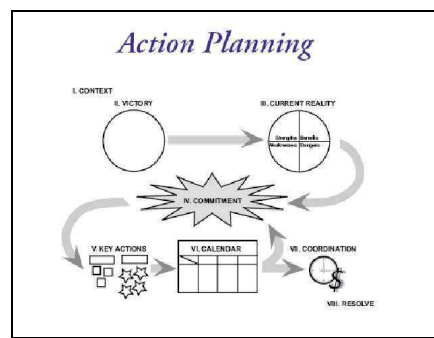 Action Planning
I. CONTEXT
II. VICTORY
III. CURRENT REALITY
Strengths Benefits
Weaknesses Dangers
IV. COMMITMENT
V. KEY ACTIONS
VI. CALENDAR
VII. COORDINATION
$
VIII. RESOLVE